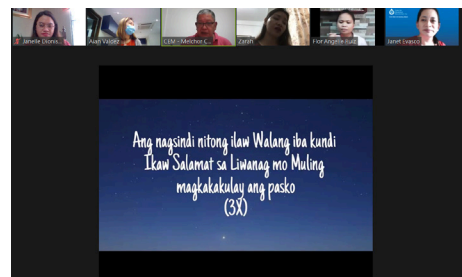 Janelle Dionis...
Aian Valdez
CEM - Melchor C...
Zarah
Flor Angelie Ruiz
Janet Evasco
Ang nagsindi nitong ilaw Walang iba kundi
Ikaw Salamat sa Liwanag mo Muling
magkakakulay ang pasko
(3X)